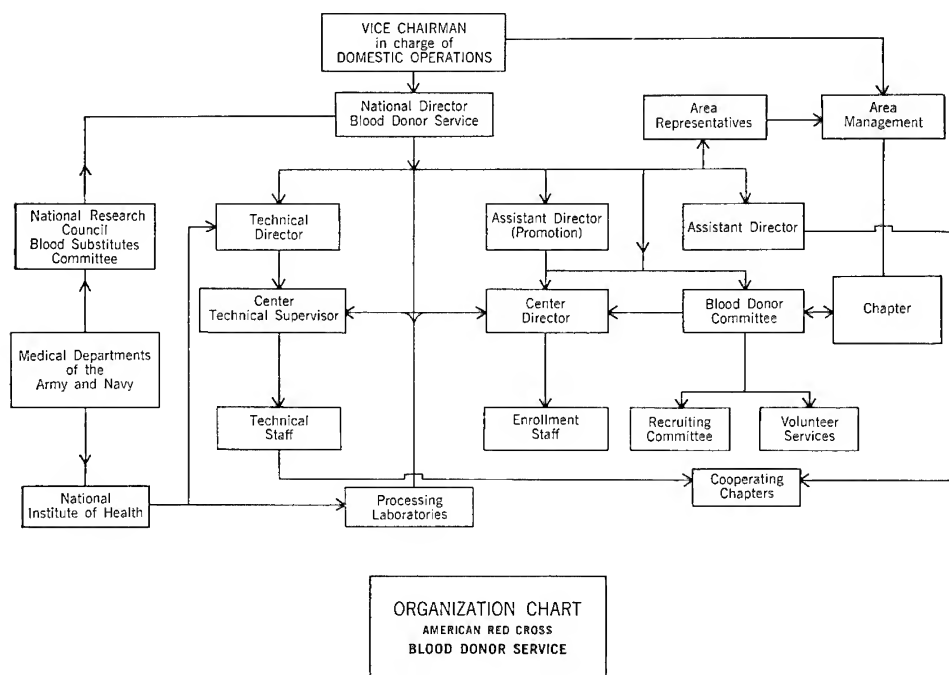 VICE CHAIRMAN
in charge of
DOMESTIC OPERATIONS
National Director
Blood Donor Service
Area
Representatives
Area
Management
National Research
Council
Blood Substitutes
Committee
Technical
Director
Assistant Director
(Promotion)
Assistant Director
Center
Technical Supervisor
Center
Director
Blood Donor
Committee
Chapter
Medical Departments
of the
Army and Navy
Technical
Staff
Enrollment
Staff
Recruiting
Committee
Volunteer
Services
Cooperating
Chapters
National
Institute of Health
Processing
Laboratories
ORGANIZATION CHART
AMERICAN RED CROSS
BLOOD DONOR SERVICE